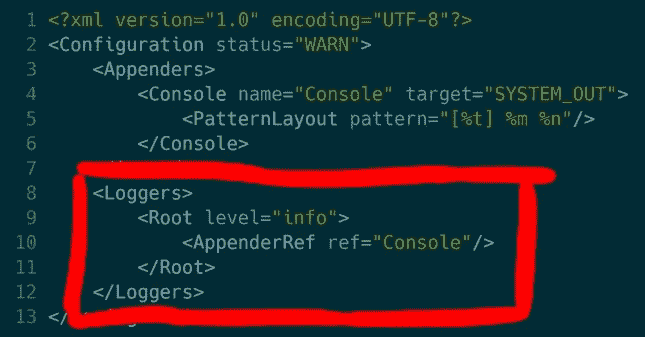 1 <?xml version="1.0" encoding="UTF-8"?>
2 <Configuration status="WARN">
3 <Appenders>
4 <Console name="Console" target="SYSTEM_OUT">
5 <PatternLayout pattern="[%t] %m %n"/>
6 </Console>
7
8 <Loggers>
9 <Root level="info">
10 <AppenderRef ref="Console"/>
11 </Root>
12 </Loggers>
13 </